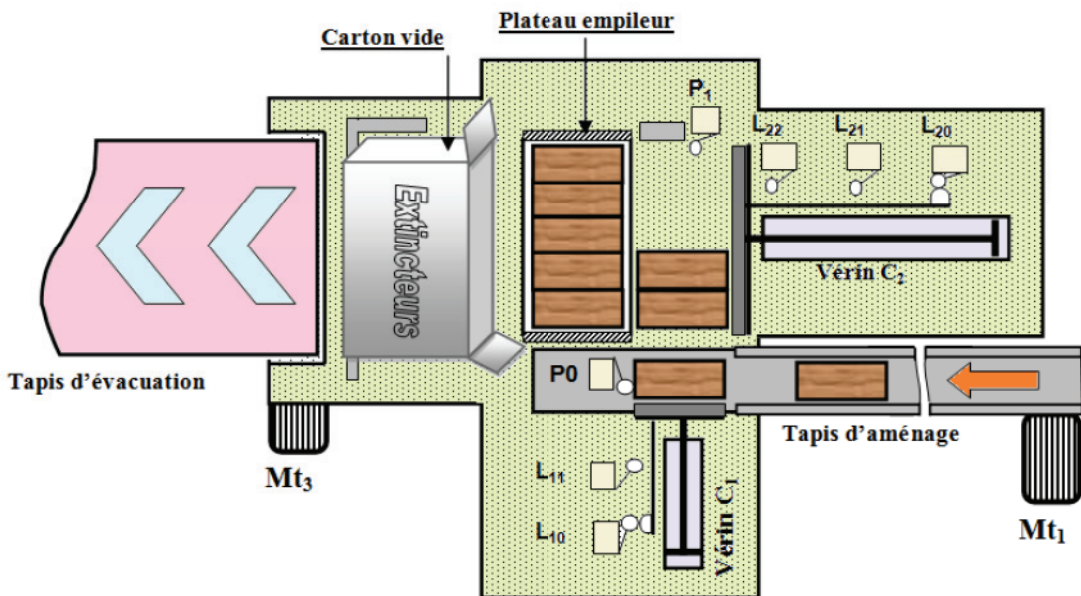 Plateau empileur
Carton vide
P1
L22
L21
L20
Extincteurs
Vérin C2
Tapis d'évacuation
P0
Tapis d'aménage
L11
L10
Vérin C1
Mt3
Mt1